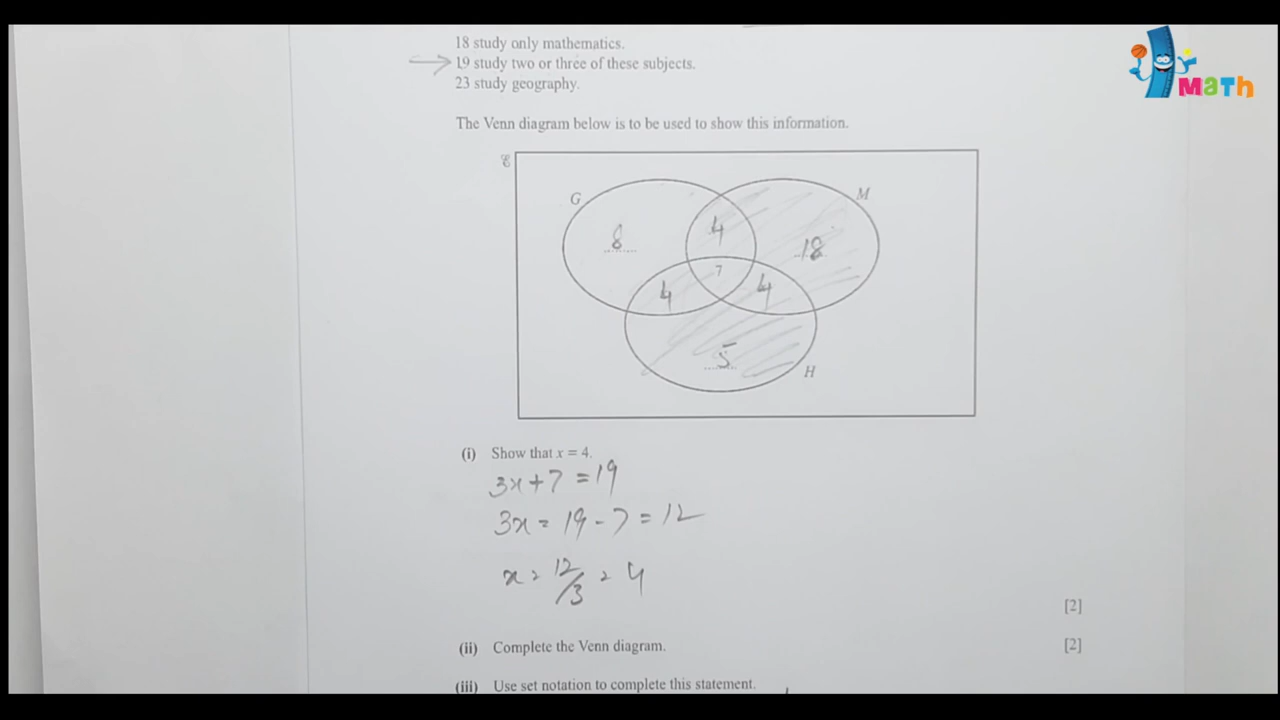 18 study only mathematics.
19 study two or three of these subjects.
23 study geography.
MaTh
The Venn diagram below is to be used to show this information.
ℰ
G
M
8
4
18
7
4
4
5
H
(i) Show that x = 4.
3x + 7 = 19
3x = 19 - 7 = 12
x = 12/3 = 4
[2]
(ii) Complete the Venn diagram.
[2]
(iii) Use set notation to complete this statement.